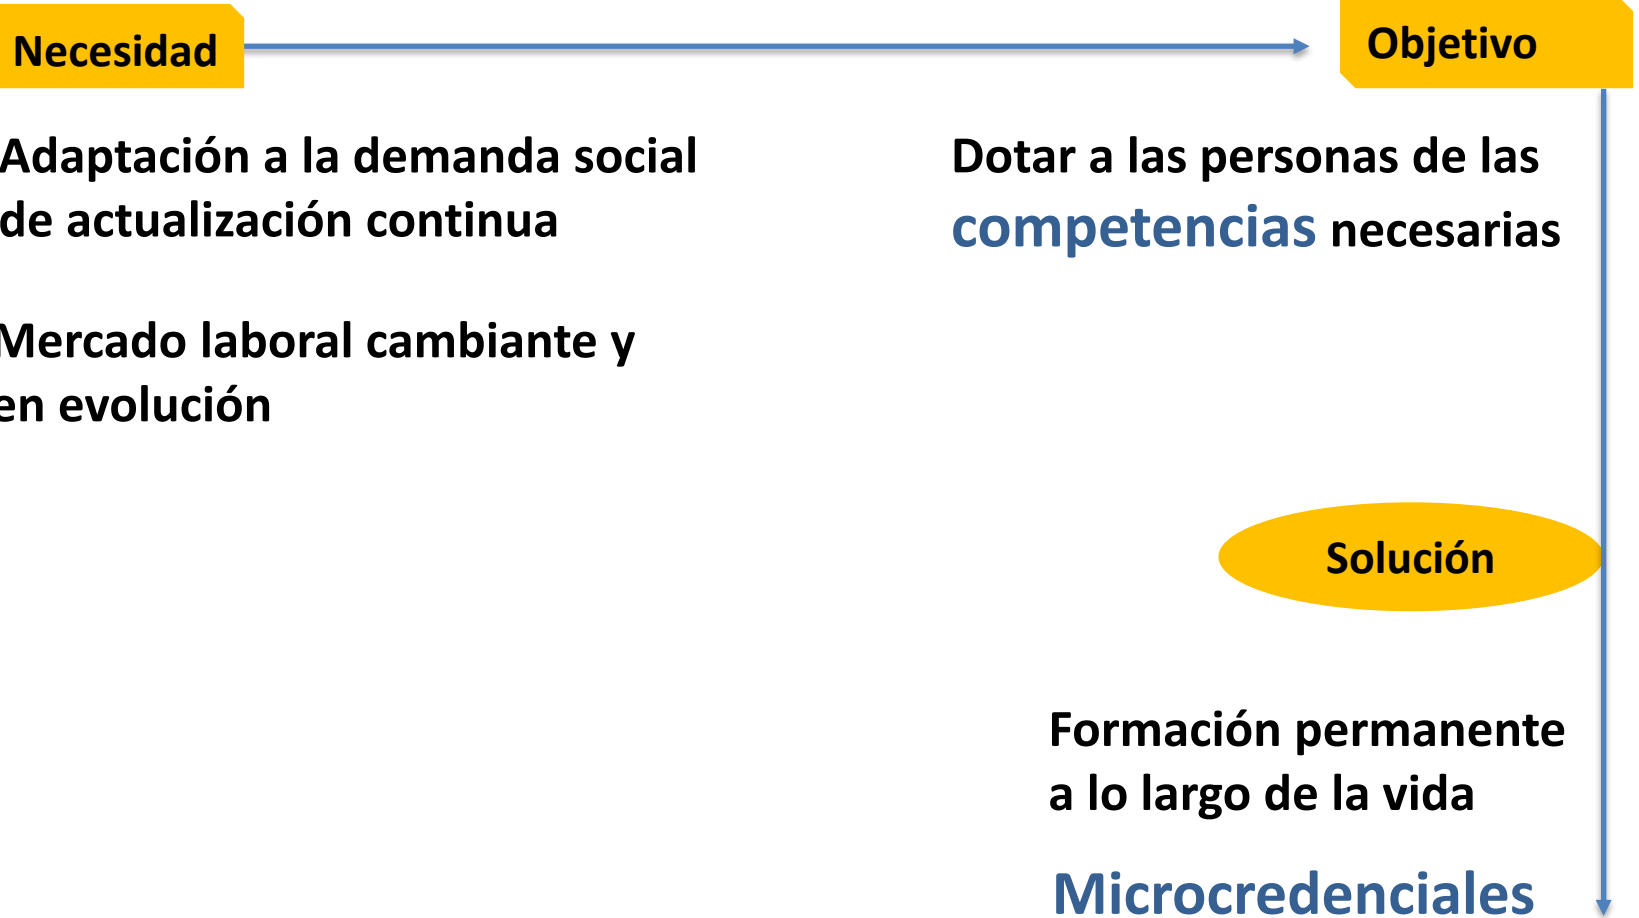 Necesidad
Objetivo
Adaptación a la demanda social
de actualización continua
Mercado laboral cambiante y
en evolución
Dotar a las personas de las
competencias necesarias
Solución
Formación permanente
a lo largo de la vida
Microcredenciales